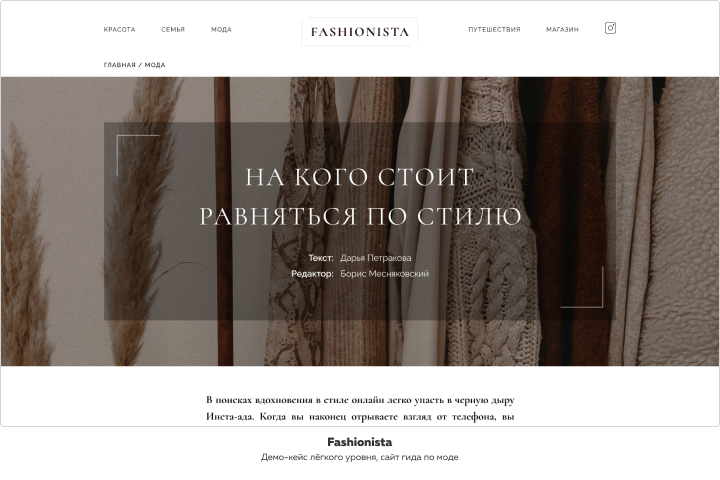 КРАСОТА СЕМЬЯ МОДА FASHIONISTA ПУТЕШЕСТВИЯ МАГАЗИН
ГЛАВНАЯ / МОДА
НА КОГО СТОИТ
РАВНЯТЬСЯ ПО СТИЛЮ
Текст: Дарья Петракова
Редактор: Борис Месняковский
В поисках вдохновения в стиле онлайн легко упасть в черную дыру
Инста-ада. Когда вы наконец отрываете взгляд от телефона, вы
Fashionista
Демо-кейс лёгкого уровня, сайт гида по моде